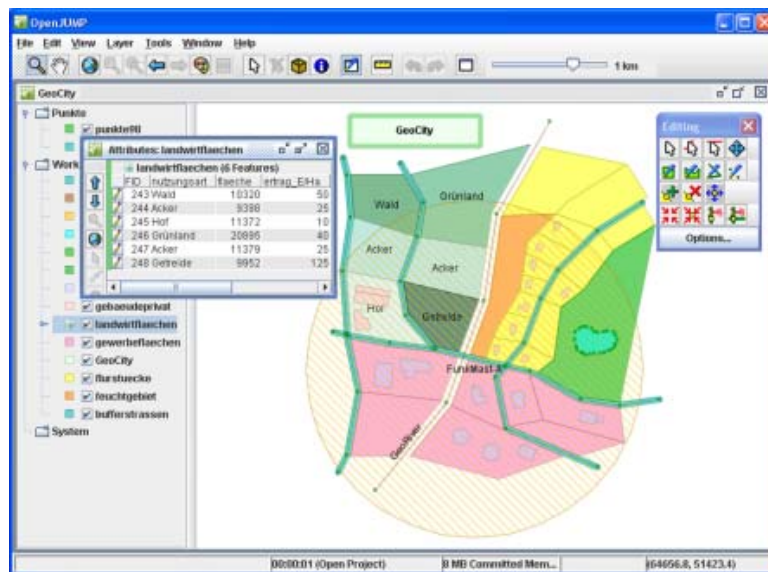 OpenJUMP
File Edit View Layer Tools Window Help
1 km
GeoCity
Punkte
punkte90
Attributes: landwirtflaechen
landwirtflaechen (6 Features)
FID nutzungsart flaeche ertrag_E/Ha
243 Wald 10320 50
244 Acker 9388 25
245 Hof 11372 10
246 Grünland 20895 40
247 Acker 11379 25
248 Getreide 9952 125
Work
gebaeudeprivat
landwirtflaechen
gewerbeflaechen
GeoCity
flurstuecke
feuchtgebiet
bufferstrassen
System
GeoCity
Wald
Grünland
Acker
Acker
Hof
Getreide
FunkMast-A
GeoRiver
Editing
Options...
00:00:01 (Open Project)
8 MB Committed Mem...
(64656.8, 51423.4)